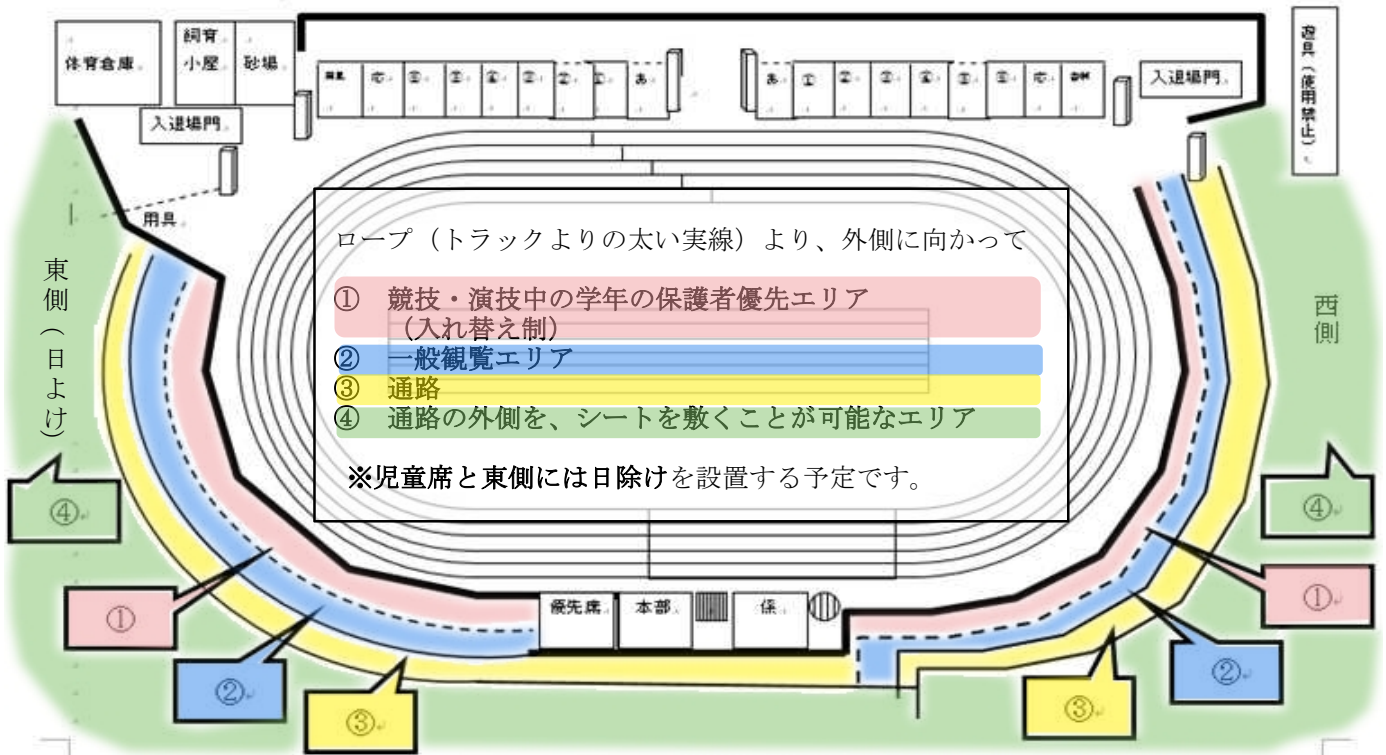 体育倉庫
飼育
小屋
砂場
入退場門
用具
あ
あ
①
②
入退場門
遊具（使用禁止）
東側（日よけ）
西側
ロープ（トラックよりの太い実線）より、外側に向かって
① 競技・演技中の学年の保護者優先エリア
（入れ替え制）
② 一般観覧エリア
③ 通路
④ 通路の外側を、シートを敷くことが可能なエリア
※児童席と東側には日除けを設置する予定です。
④
①
②
③
優先席
本部
係
④
①
②
③